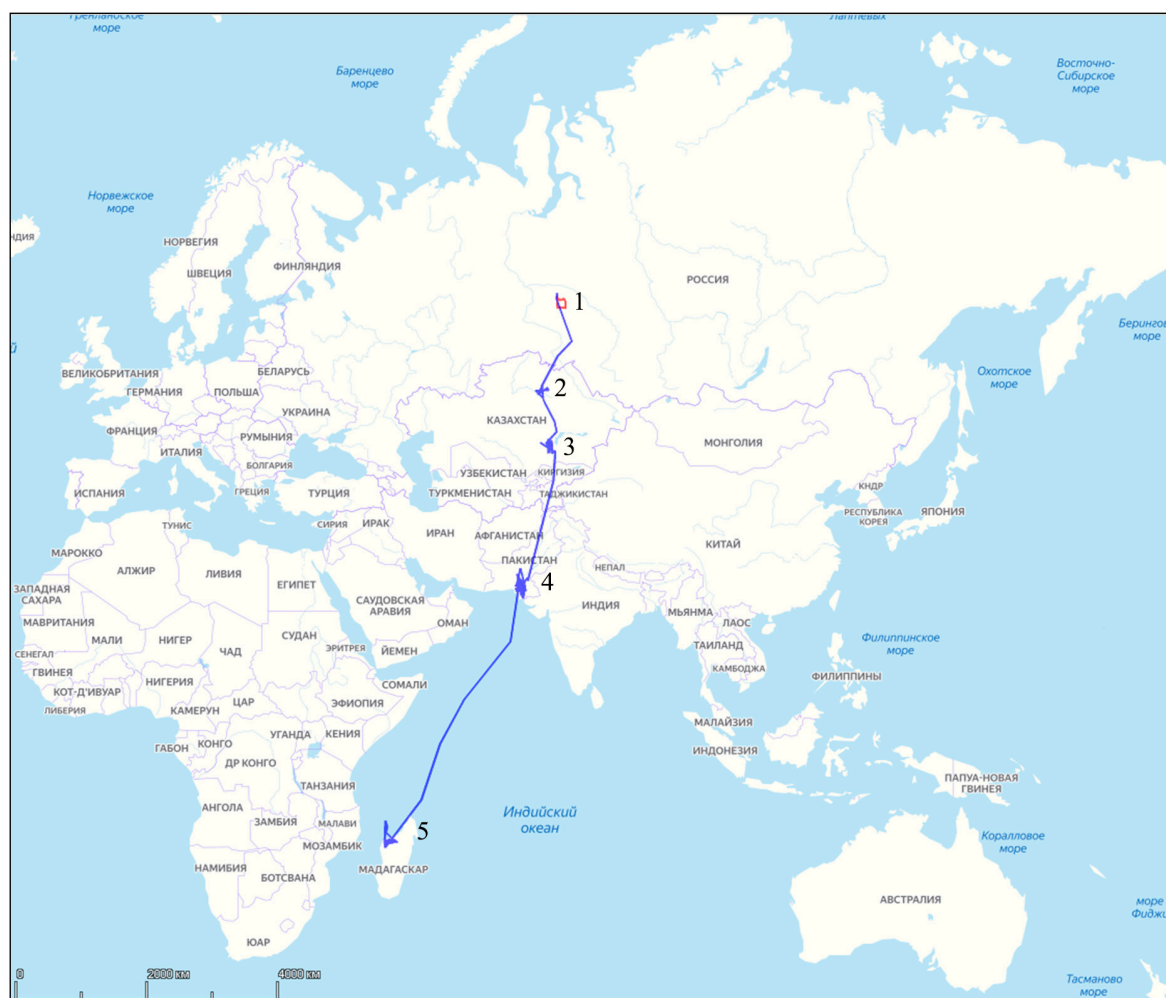 Гренландское
море
Лаптевых
Баренцево
море
Восточно-
Сибирское
море
Норвежское
море
НДИЯ
НОРВЕГИЯ
ШВЕЦИЯ
ФИНЛЯНДИЯ
РОССИЯ
1
Берингов
море
й
ВЕЛИКОБРИТАНИЯ
БЕЛАРУСЬ
ГЕРМАНИЯ
ПОЛЬША
Охотское
море
2
УКРАИНА
КАЗАХСТАН
ФРАНЦИЯ
РУМЫНИЯ
МОНГОЛИЯ
3
ИТАЛИЯ
БОЛГАРИЯ
УЗБЕКИСТАН
КИРГИЗИЯ
ИСПАНИЯ
ГРЕЦИЯ
ТУРЦИЯ
ТУРКМЕНИСТАН
ТАДЖИКИСТАН
КНДР
РЕСПУБЛИКА
КОРЕЯ
ЯПОНИЯ
ТУНИС
СИРИЯ
ИРАК
ИРАН
АФГАНИСТАН
КИТАЙ
МАРОККО
ПАКИСТАН
АЛЖИР
ЛИВИЯ
ЕГИПЕТ
НЕПАЛ
4
ЗАПАДНАЯ
САХАРА
САУДОВСКАЯ
АРАВИЯ
ИНДИЯ
МЬЯНМА
МАВРИТАНИЯ
ОМАН
ЛАОС
МАЛИ
НИГЕР
СУДАН
ЧАД
ЭРИТРЕЯ
ЙЕМЕН
ТАИЛАНД
Филиппинское
море
СЕНЕГАЛ
ГВИНЕЯ
КАМБОДЖА
НИГЕРИЯ
СОМАЛИ
ФИЛИППИНЫ
КОТ-Д'ИВУАР
ЦАР
ЭФИОПИЯ
ЛИБЕРИЯ
КАМЕРУН
МАЛАЙЗИЯ
ГАБОН
КОНГО
УГАНДА
КЕНИЯ
ИНДОНЕЗИЯ
ДР КОНГО
ТАНЗАНИЯ
ПАПУА-НОВАЯ
ГВИНЕЯ
АНГОЛА
ЗАМБИЯ
МАЛАВИ
Индийский
океан
5
МОЗАМБИК
Коралловое
море
НАМИБИЯ
БОТСВАНА
МАДАГАСКАР
АВСТРАЛИЯ
море
Фиджи
ЮАР
0
2000 км
4000 км
Тасманово
море